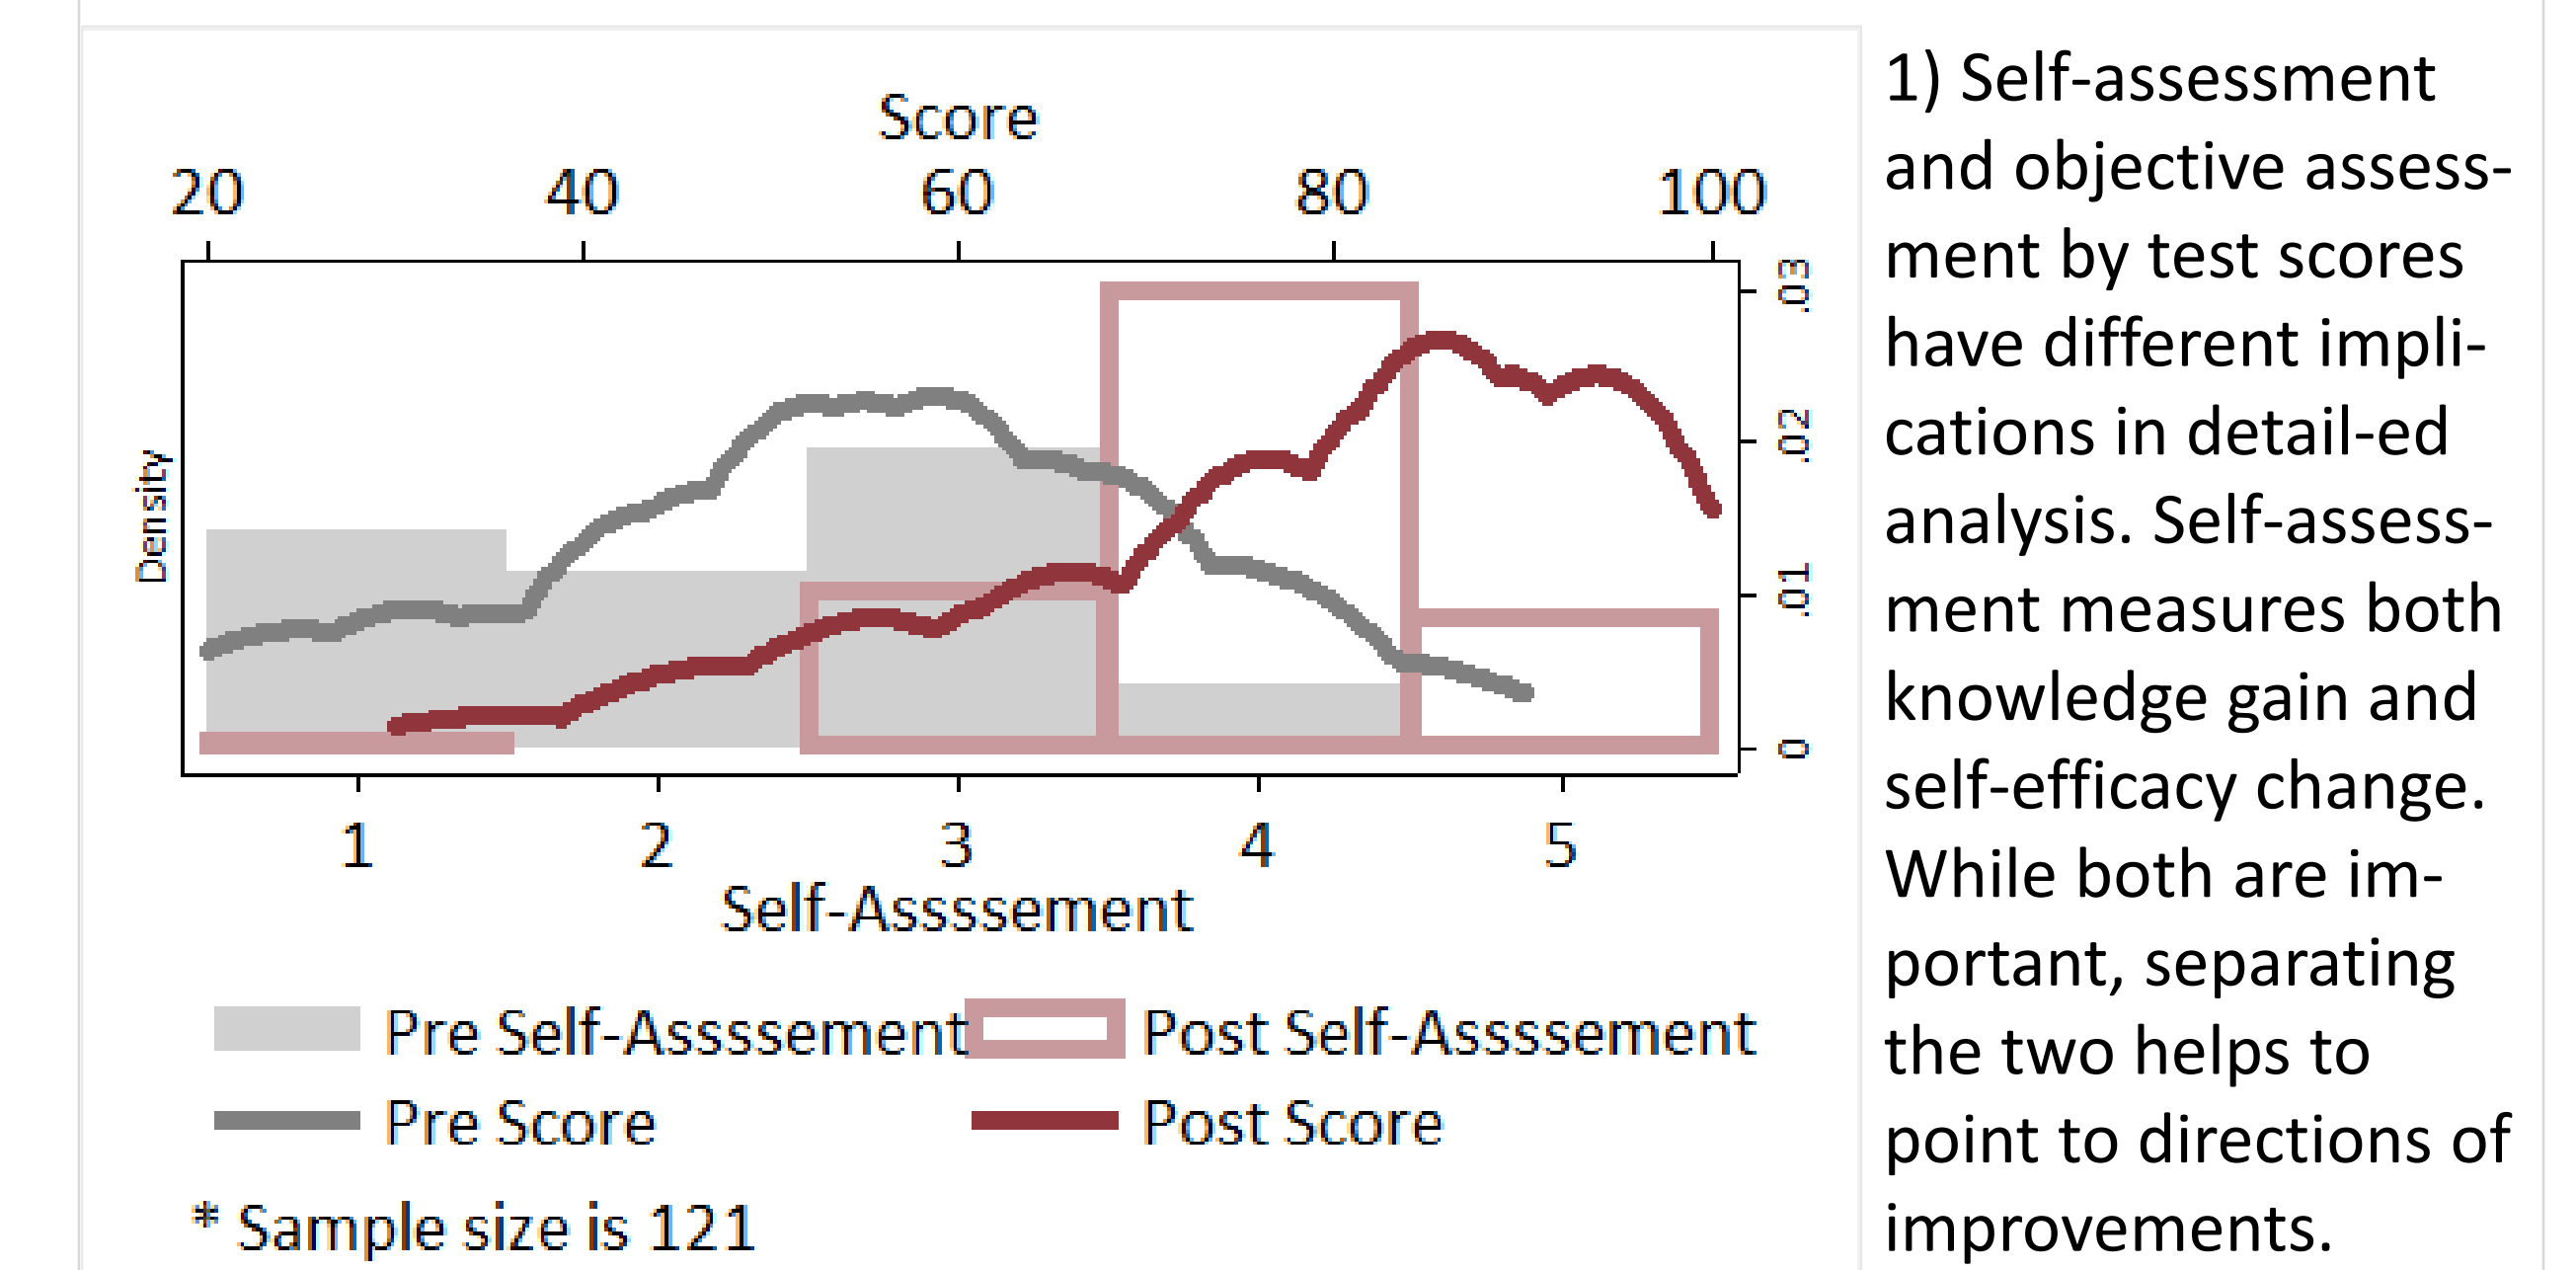 Score
20 40 60 80 100
Density
.03
.02
.01
0
1 2 3 4 5
Self-Assssement
Pre Self-Assssement Post Self-Assssement
Pre Score Post Score
* Sample size is 121
1) Self-assessment
and objective assess-
ment by test scores
have different impli-
cations in detail-ed
analysis. Self-assess-
ment measures both
knowledge gain and
self-efficacy change.
While both are im-
portant, separating
the two helps to
point to directions of
improvements.